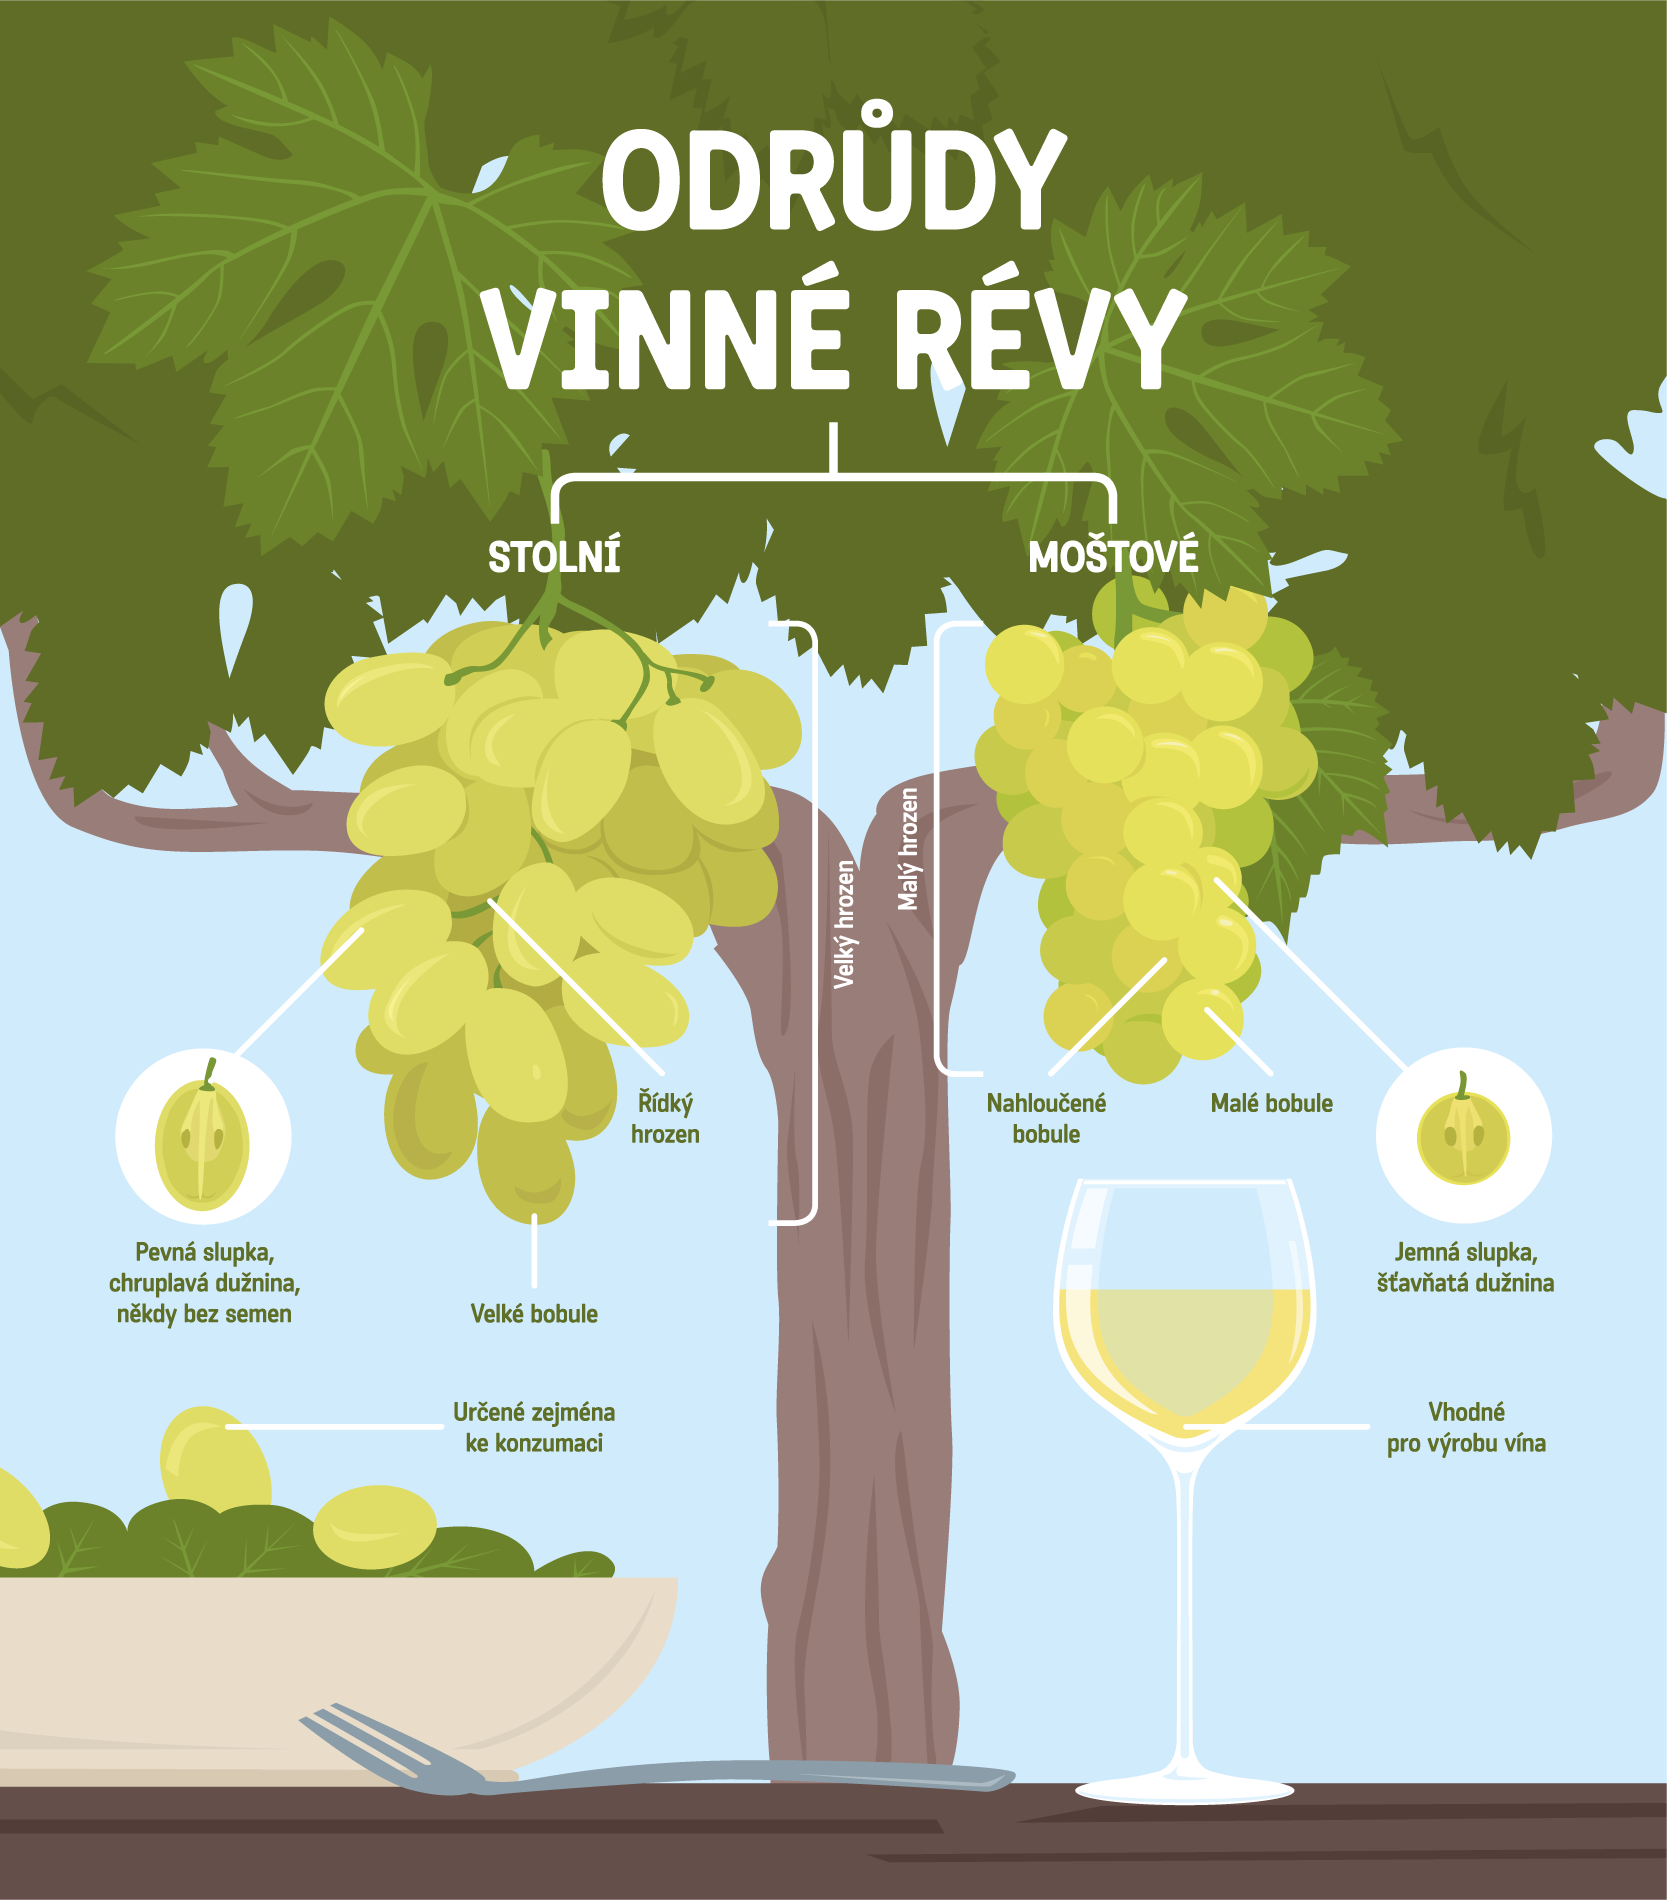 ODRŮDY
VINNÉ RÉVY
STOLNÍ
MOŠTOVÉ
Velký hrozen
Malý hrozen
Řídký
hrozen
Nahloučené
bobule
Malé bobule
Pevná slupka,
chruplavá dužnina,
někdy bez semen
Velké bobule
Jemná slupka,
šťavňatá dužnina
Určené zejména
ke konzumaci
Vhodné
pro výrobu vína